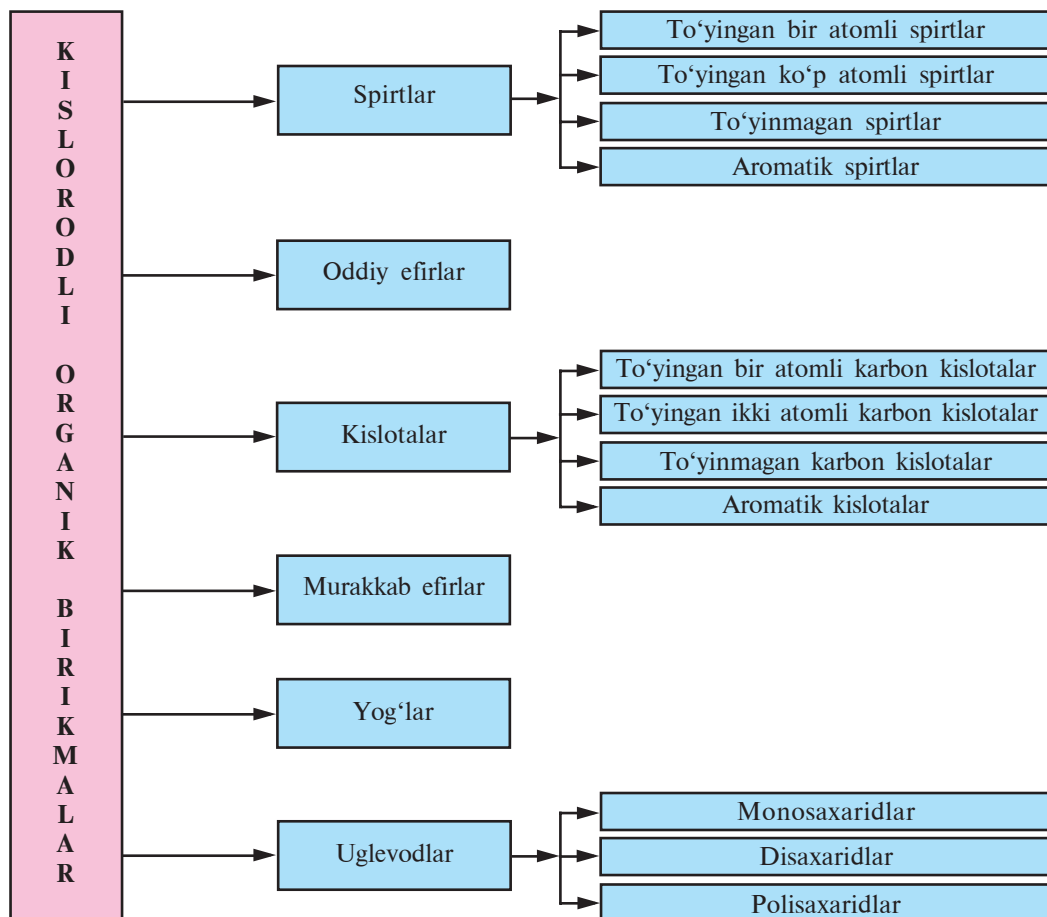 KISLORODLI ORGANIK BIRIKMALAR
Spirtlar
To‘yingan bir atomli spirtlar
To‘yingan ko‘p atomli spirtlar
To‘yinmagan spirtlar
Aromatik spirtlar
Oddiy efirlar
Kislotalar
To‘yingan bir atomli karbon kislotalar
To‘yingan ikki atomli karbon kislotalar
To‘yinmagan karbon kislotalar
Aromatik kislotalar
Murakkab efirlar
Yog‘lar
Uglevodlar
Monosaxaridlar
Disaxaridlar
Polisaxaridlar